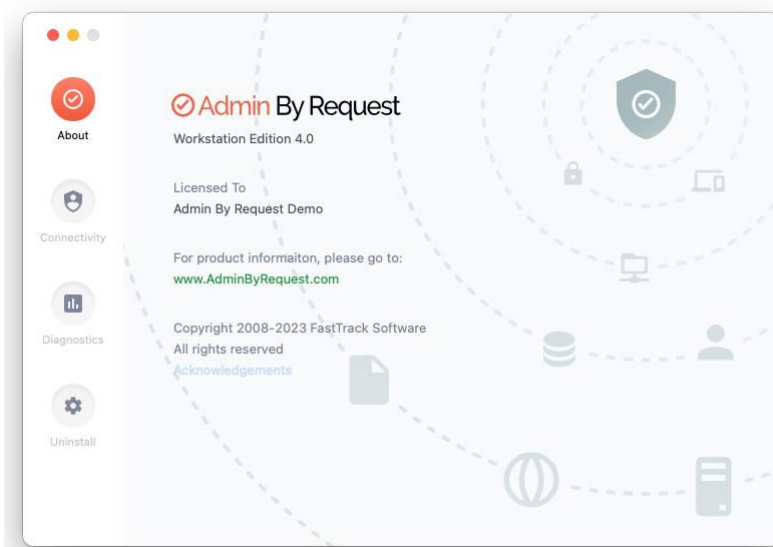 About
Connectivity
Diagnostics
Uninstall
Admin By Request
Workstation Edition 4.0
Licensed To
Admin By Request Demo
For product informaiton, please go to:
www.AdminByRequest.com
Copyright 2008-2023 FastTrack Software
All rights reserved
Acknowledgements